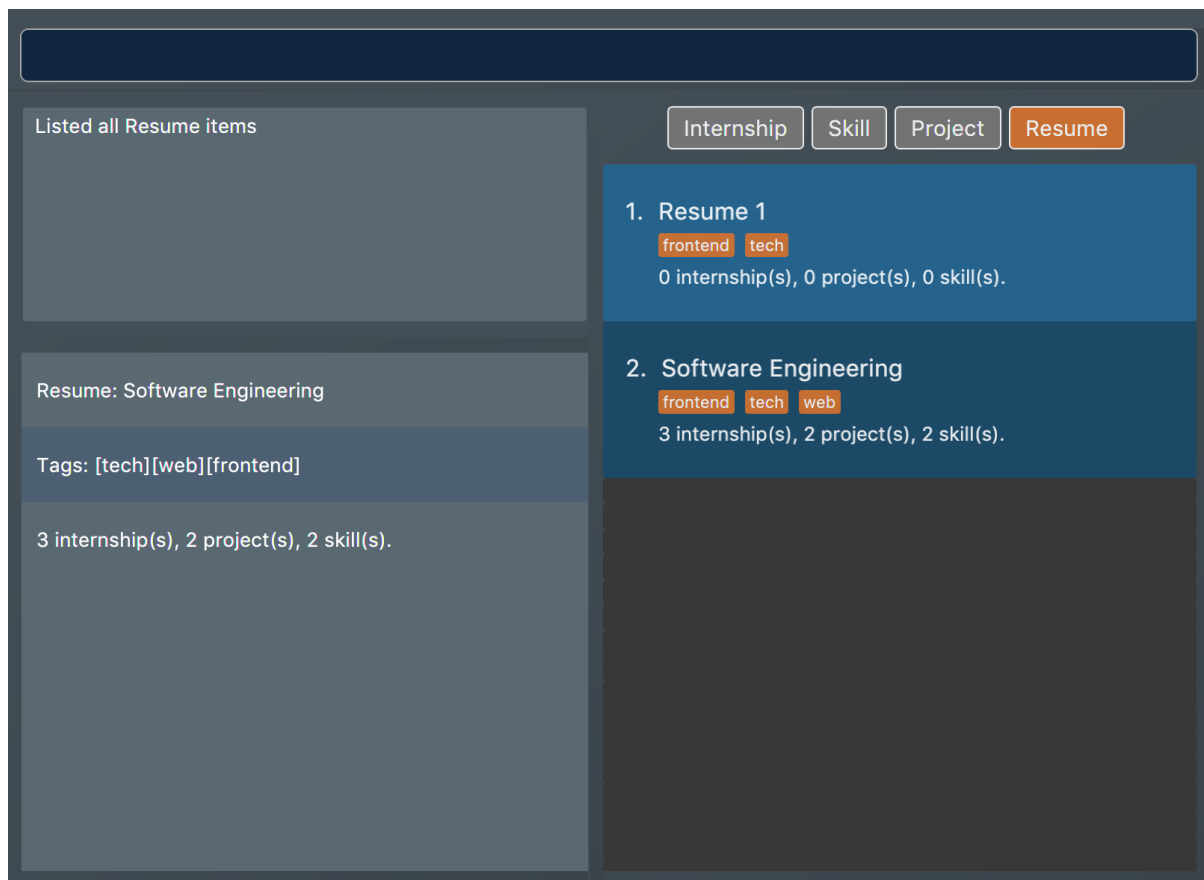 Listed all Resume items
Resume: Software Engineering
Tags: [tech][web][frontend]
3 internship(s), 2 project(s), 2 skill(s).
Internship Skill Project Resume
1. Resume 1
frontend tech
0 internship(s), 0 project(s), 0 skill(s).
2. Software Engineering
frontend tech web
3 internship(s), 2 project(s), 2 skill(s).